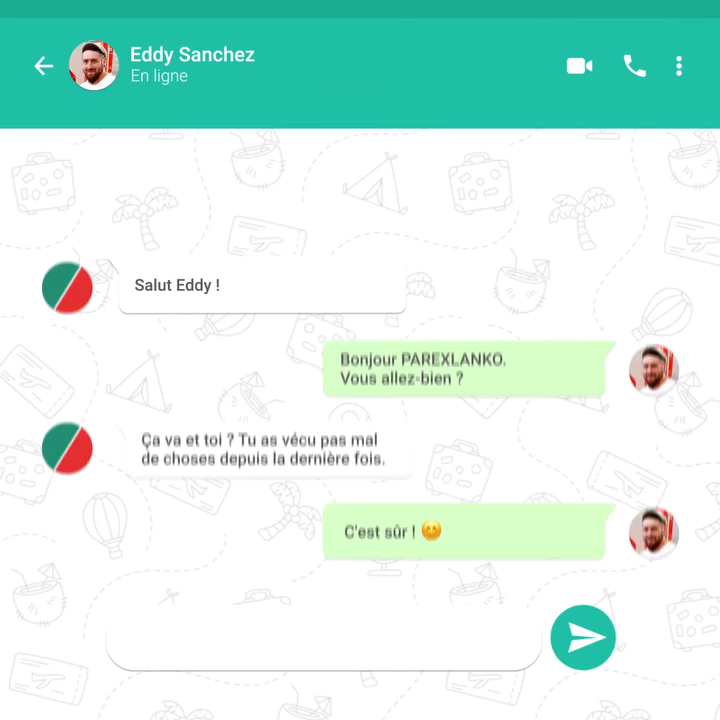 Eddy Sanchez
En ligne
Salut Eddy !
Bonjour PAREXLANKO.
Vous allez-bien ?
Ça va et toi ? Tu as vécu pas mal
de choses depuis la dernière fois.
C'est sûr ! 😊